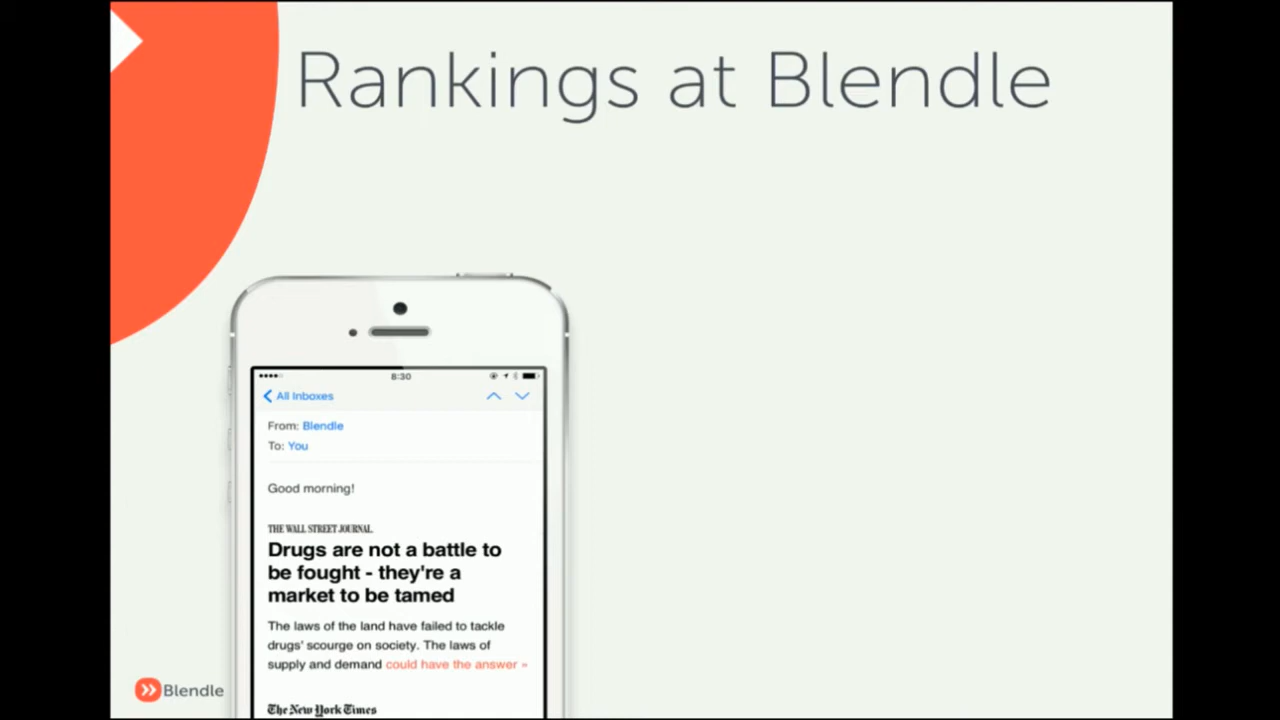 Rankings at Blendle
8:30
All Inboxes
From: Blendle
To: You
Good morning!
THE WALL STREET JOURNAL
Drugs are not a battle to
be fought - they're a
market to be tamed
The laws of the land have failed to tackle
drugs' scourge on society. The laws of
supply and demand could have the answer »
The New York Times
Blendle